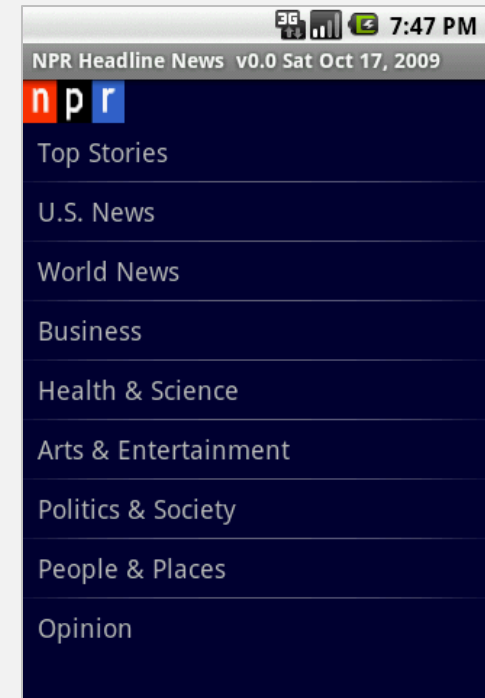 3G 7:47 PM
NPR Headline News v0.0 Sat Oct 17, 2009
npr
Top Stories
U.S. News
World News
Business
Health & Science
Arts & Entertainment
Politics & Society
People & Places
Opinion